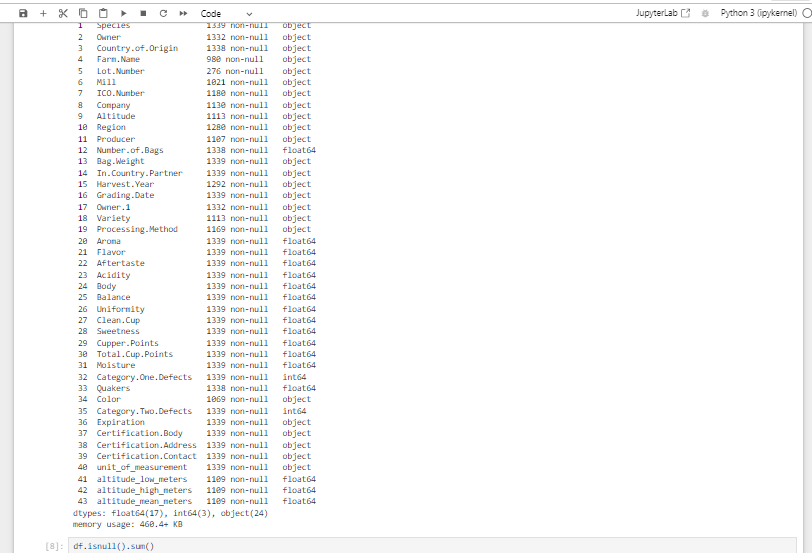 Code
JupyterLab
Python 3 (ipykernel)
1 Species 1339 non-null object
2 Owner 1332 non-null object
3 Country.of.Origin 1338 non-null object
4 Farm.Name 980 non-null object
5 Lot.Number 276 non-null object
6 Mill 1021 non-null object
7 ICO.Number 1180 non-null object
8 Company 1130 non-null object
9 Altitude 1113 non-null object
10 Region 1280 non-null object
11 Producer 1107 non-null object
12 Number.of.Bags 1338 non-null float64
13 Bag.Weight 1339 non-null object
14 In.Country.Partner 1339 non-null object
15 Harvest.Year 1292 non-null object
16 Grading.Date 1339 non-null object
17 Owner.1 1332 non-null object
18 Variety 1113 non-null object
19 Processing.Method 1169 non-null object
20 Aroma 1339 non-null float64
21 Flavor 1339 non-null float64
22 Aftertaste 1339 non-null float64
23 Acidity 1339 non-null float64
24 Body 1339 non-null float64
25 Balance 1339 non-null float64
26 Uniformity 1339 non-null float64
27 Clean.Cup 1339 non-null float64
28 Sweetness 1339 non-null float64
29 Cupper.Points 1339 non-null float64
30 Total.Cup.Points 1339 non-null float64
31 Moisture 1339 non-null float64
32 Category.One.Defects 1339 non-null int64
33 Quakers 1338 non-null float64
34 Color 1069 non-null object
35 Category.Two.Defects 1339 non-null int64
36 Expiration 1339 non-null object
37 Certification.Body 1339 non-null object
38 Certification.Address 1339 non-null object
39 Certification.Contact 1339 non-null object
40 unit_of_measurement 1339 non-null object
41 altitude_low_meters 1109 non-null float64
42 altitude_high_meters 1109 non-null float64
43 altitude_mean_meters 1109 non-null float64
dtypes: float64(17), int64(3), object(24)
memory usage: 460.4+ KB
[8]: df.isnull().sum()